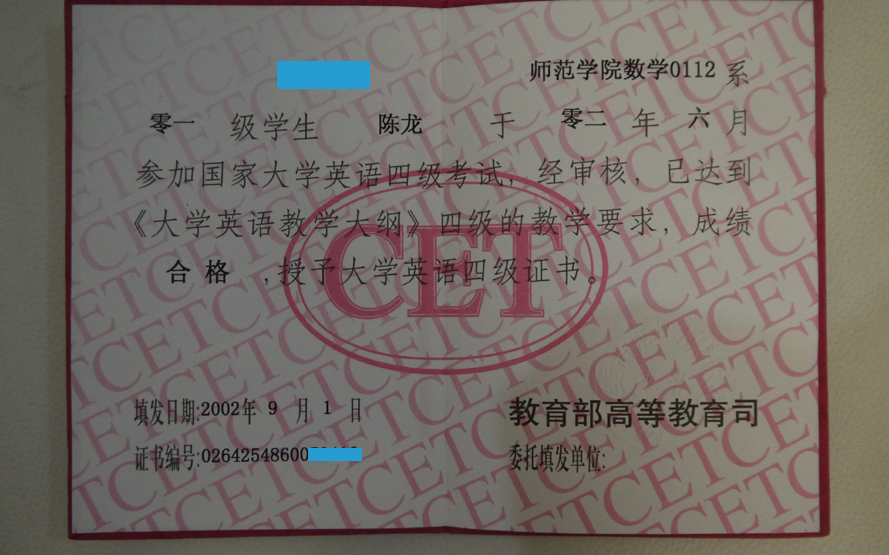 师范学院数学0112 系
零一 级学生 陈龙 于 零二 年 六 月
参加国家大学英语四级考试，经审核，已达到
《大学英语教学大纲》四级的教学要求，成绩
合格，授予大学英语四级证书。
CET
填发日期:2002年 9 月 1 日
教育部高等教育司
证书编号:02642548600
委托填发单位: